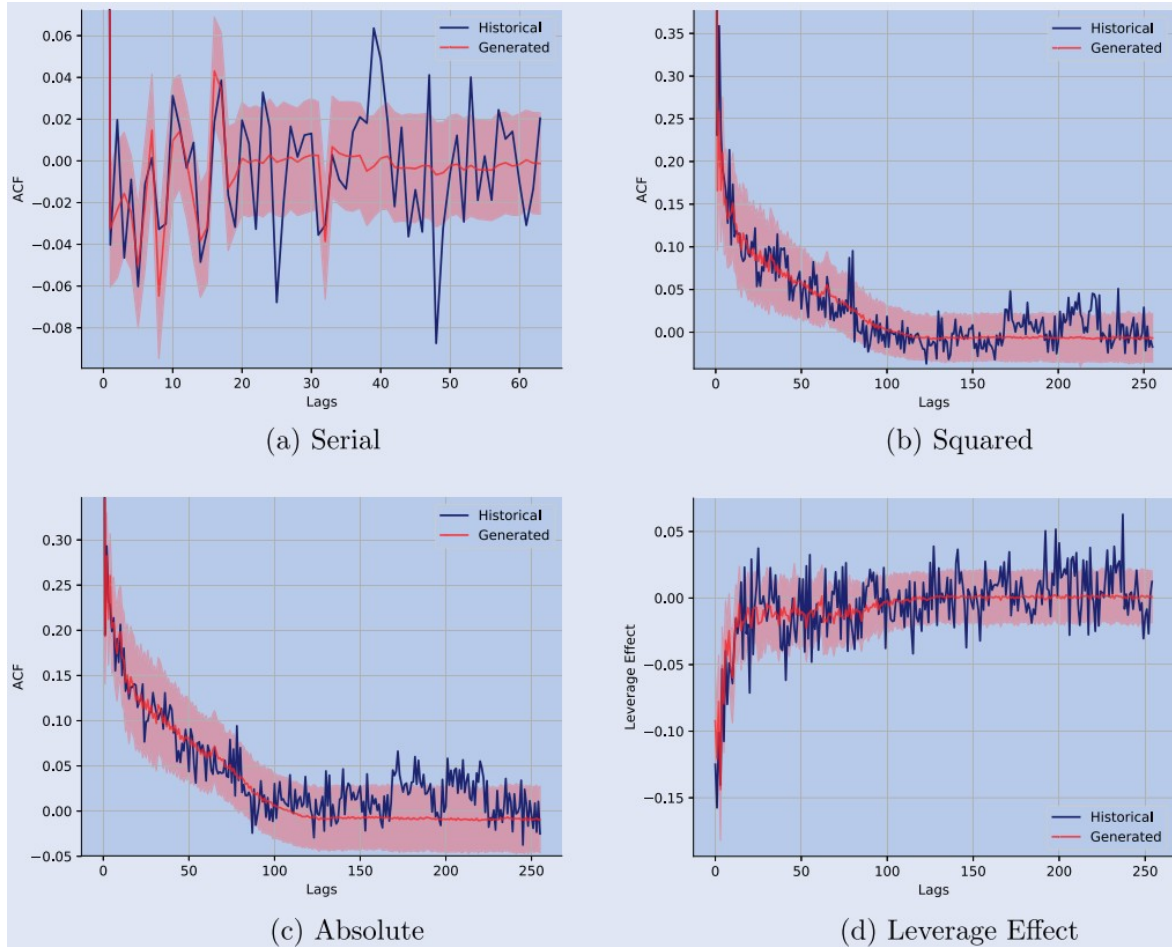 0.06
0.04
0.02
0.00
−0.02
−0.04
−0.06
−0.08
ACF
Historical
Generated
0 10 20 30 40 50 60
Lags
(a) Serial
0.35
0.30
0.25
0.20
0.15
0.10
0.05
0.00
ACF
Historical
Generated
0 50 100 150 200 250
Lags
(b) Squared
0.30
0.25
0.20
0.15
0.10
0.05
0.00
−0.05
ACF
Historical
Generated
0 50 100 150 200 250
Lags
(c) Absolute
0.05
0.00
−0.05
−0.10
−0.15
Leverage Effect
Historical
Generated
0 50 100 150 200 250
Lags
(d) Leverage Effect